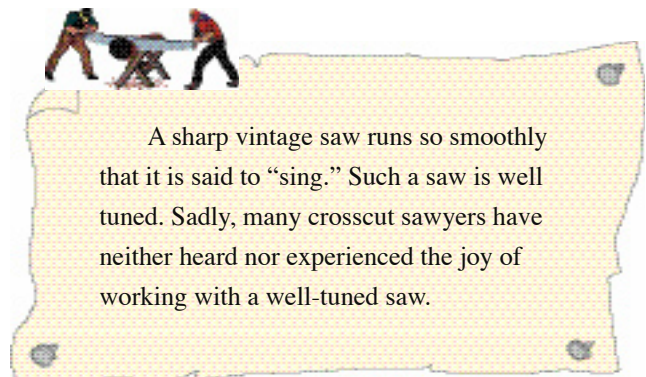 A sharp vintage saw runs so smoothly
that it is said to “sing.” Such a saw is well
tuned. Sadly, many crosscut sawyers have
neither heard nor experienced the joy of
working with a well-tuned saw.